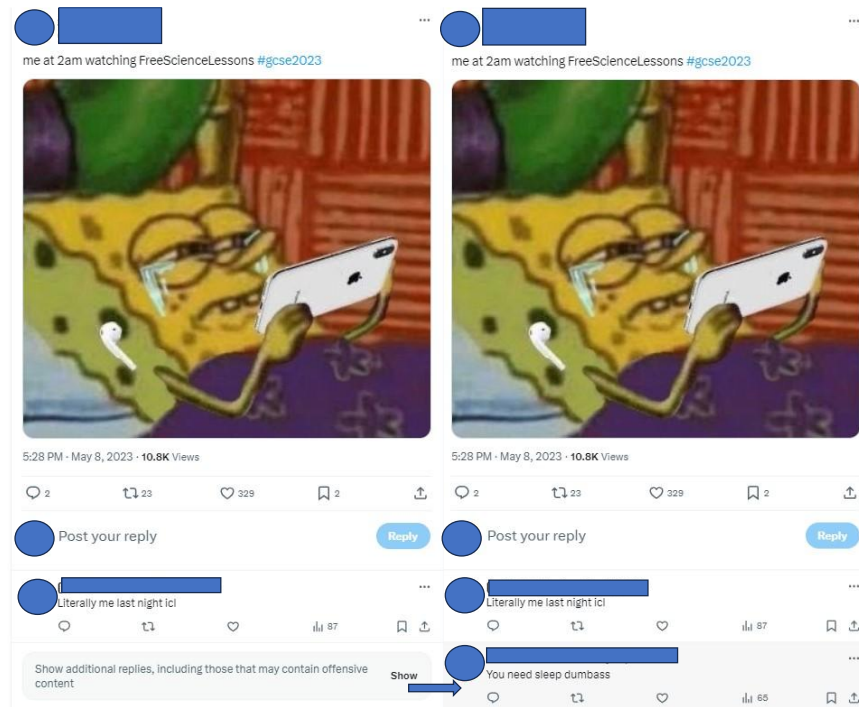 me at 2am watching FreeScienceLessons #gcse2023
5:28 PM · May 8, 2023 · 10.8K Views
2 23 329 2
Post your reply Reply
Literally me last night icl
87
Show additional replies, including those that may contain offensive
content
Show
me at 2am watching FreeScienceLessons #gcse2023
5:28 PM · May 8, 2023 · 10.8K Views
2 23 329 2
Post your reply Reply
Literally me last night icl
87
You need sleep dumbass
65